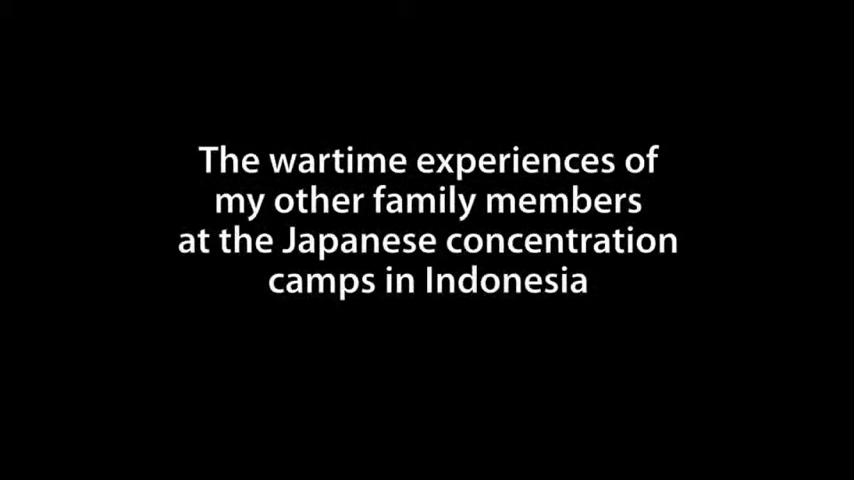 The wartime experiences of
my other family members
at the Japanese concentration
camps in Indonesia